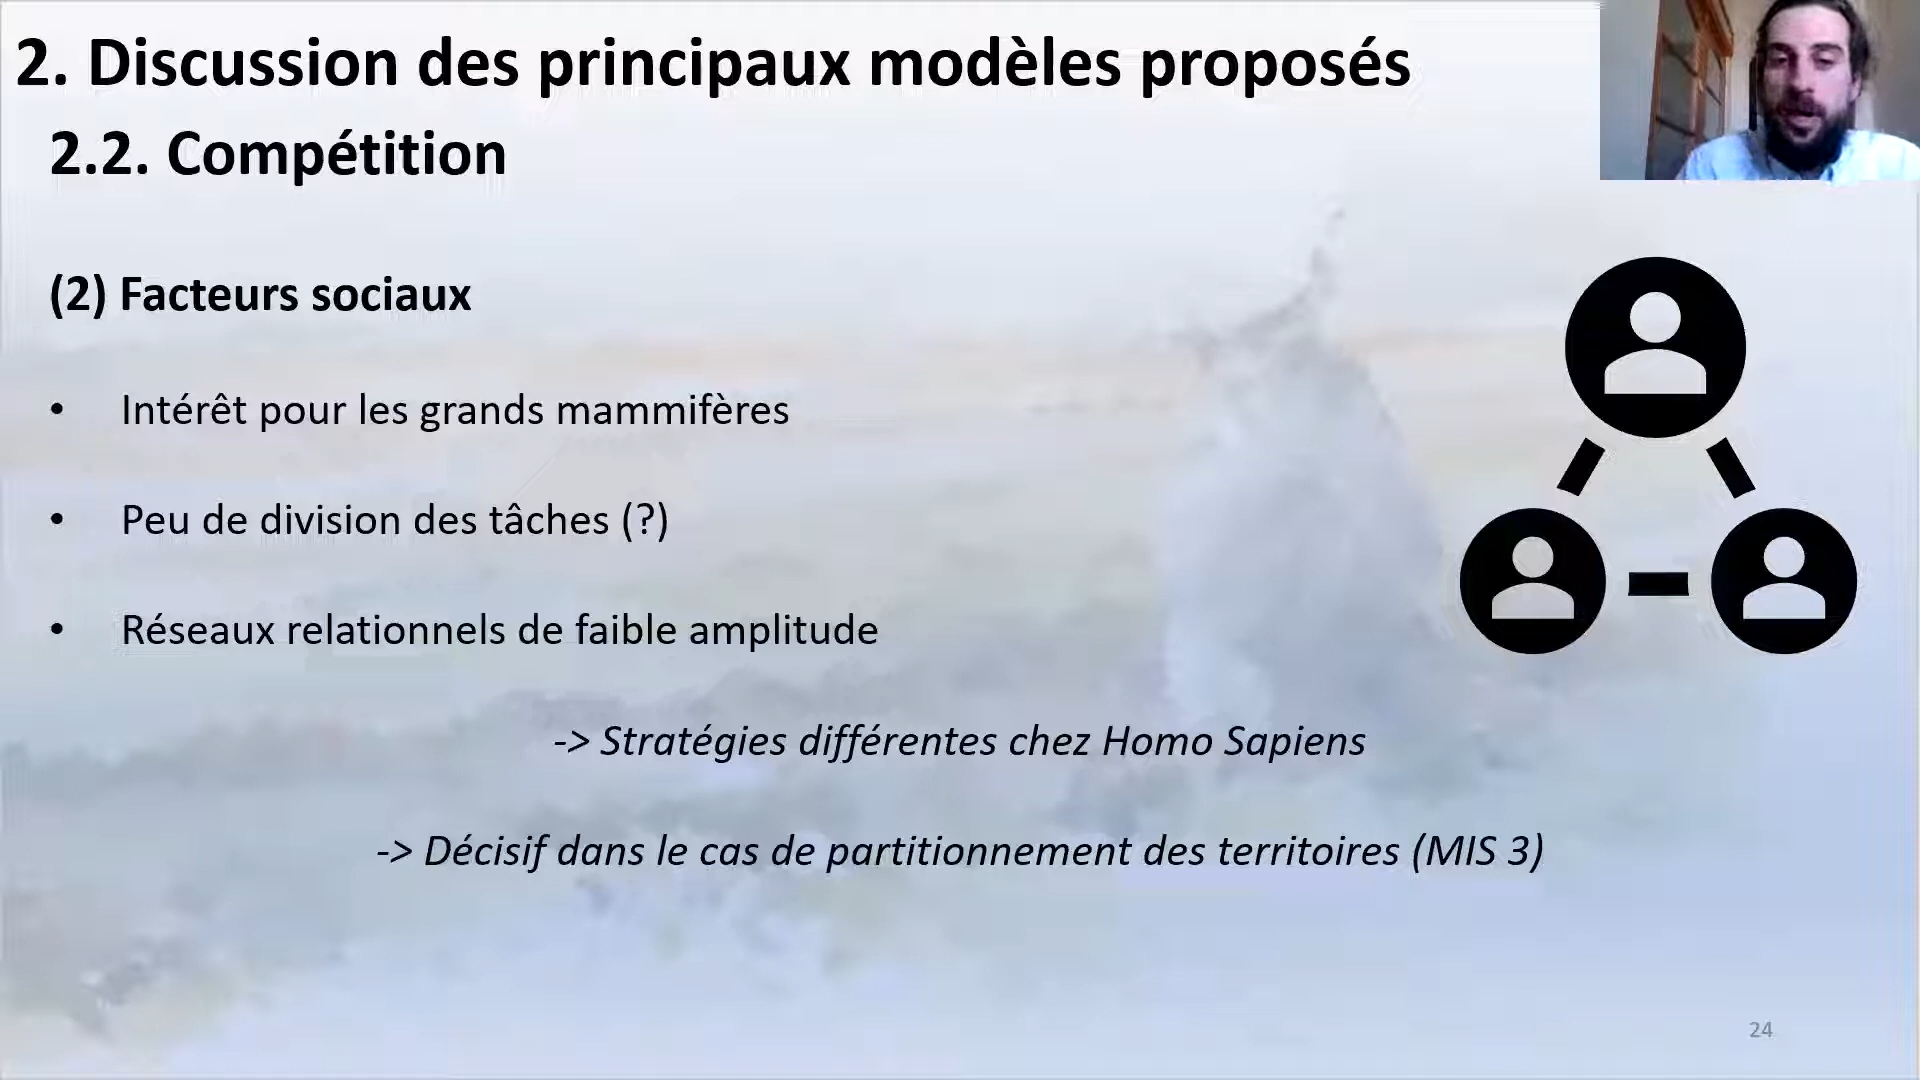 2. Discussion des principaux modèles proposés
2.2. Compétition
(2) Facteurs sociaux
• Intérêt pour les grands mammifères
• Peu de division des tâches (?)
• Réseaux relationnels de faible amplitude
-> Stratégies différentes chez Homo Sapiens
-> Décisif dans le cas de partitionnement des territoires (MIS 3)
24